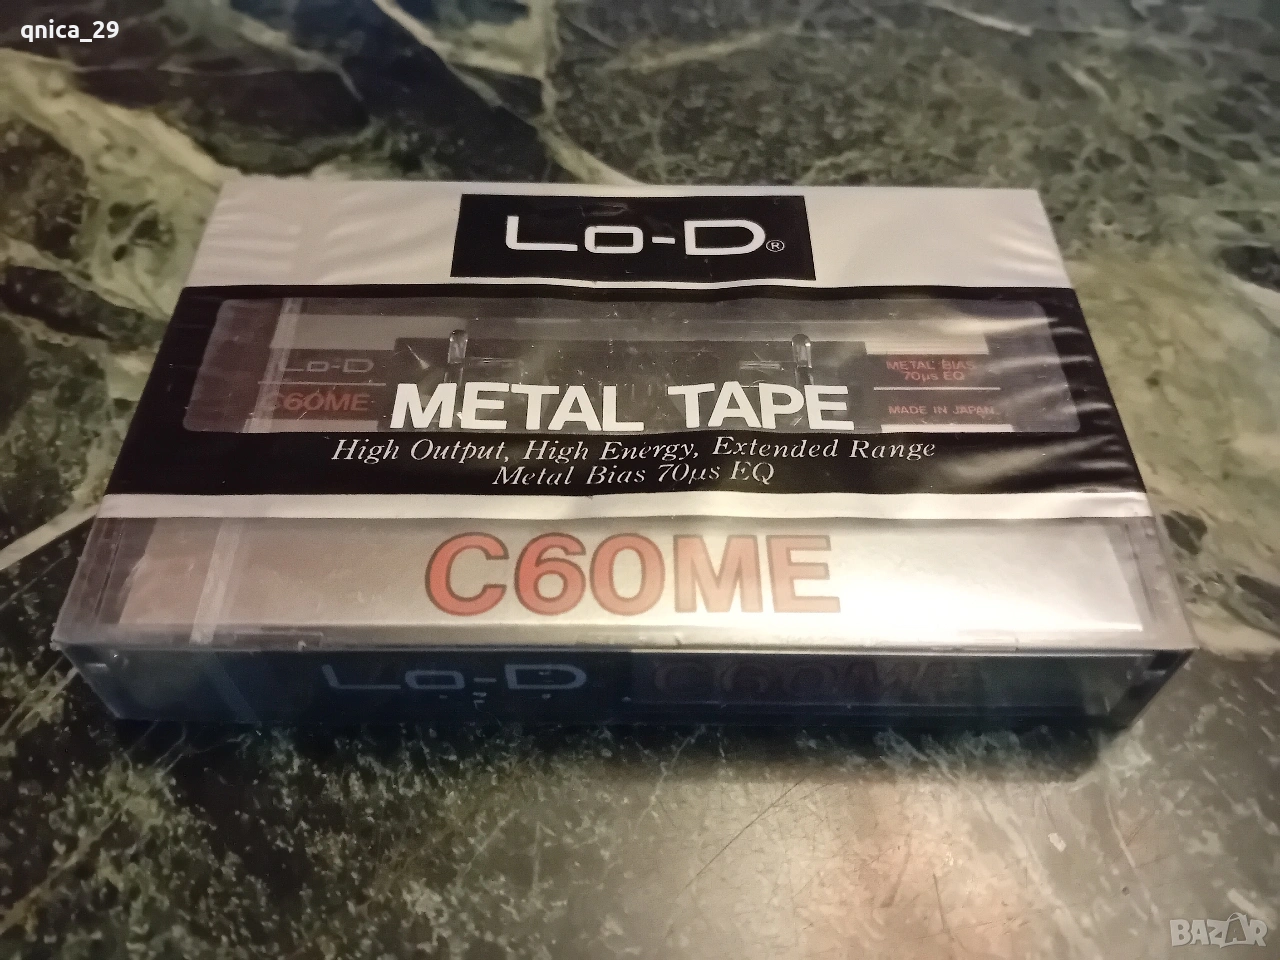 qnica_29
Lo-D®
Lo-D
C60ME
METAL BIAS
70µs EQ
MADE IN JAPAN
METAL TAPE
High Output, High Energy, Extended Range
Metal Bias 70µs EQ
C60ME
Lo-D C60ME
BAZAR